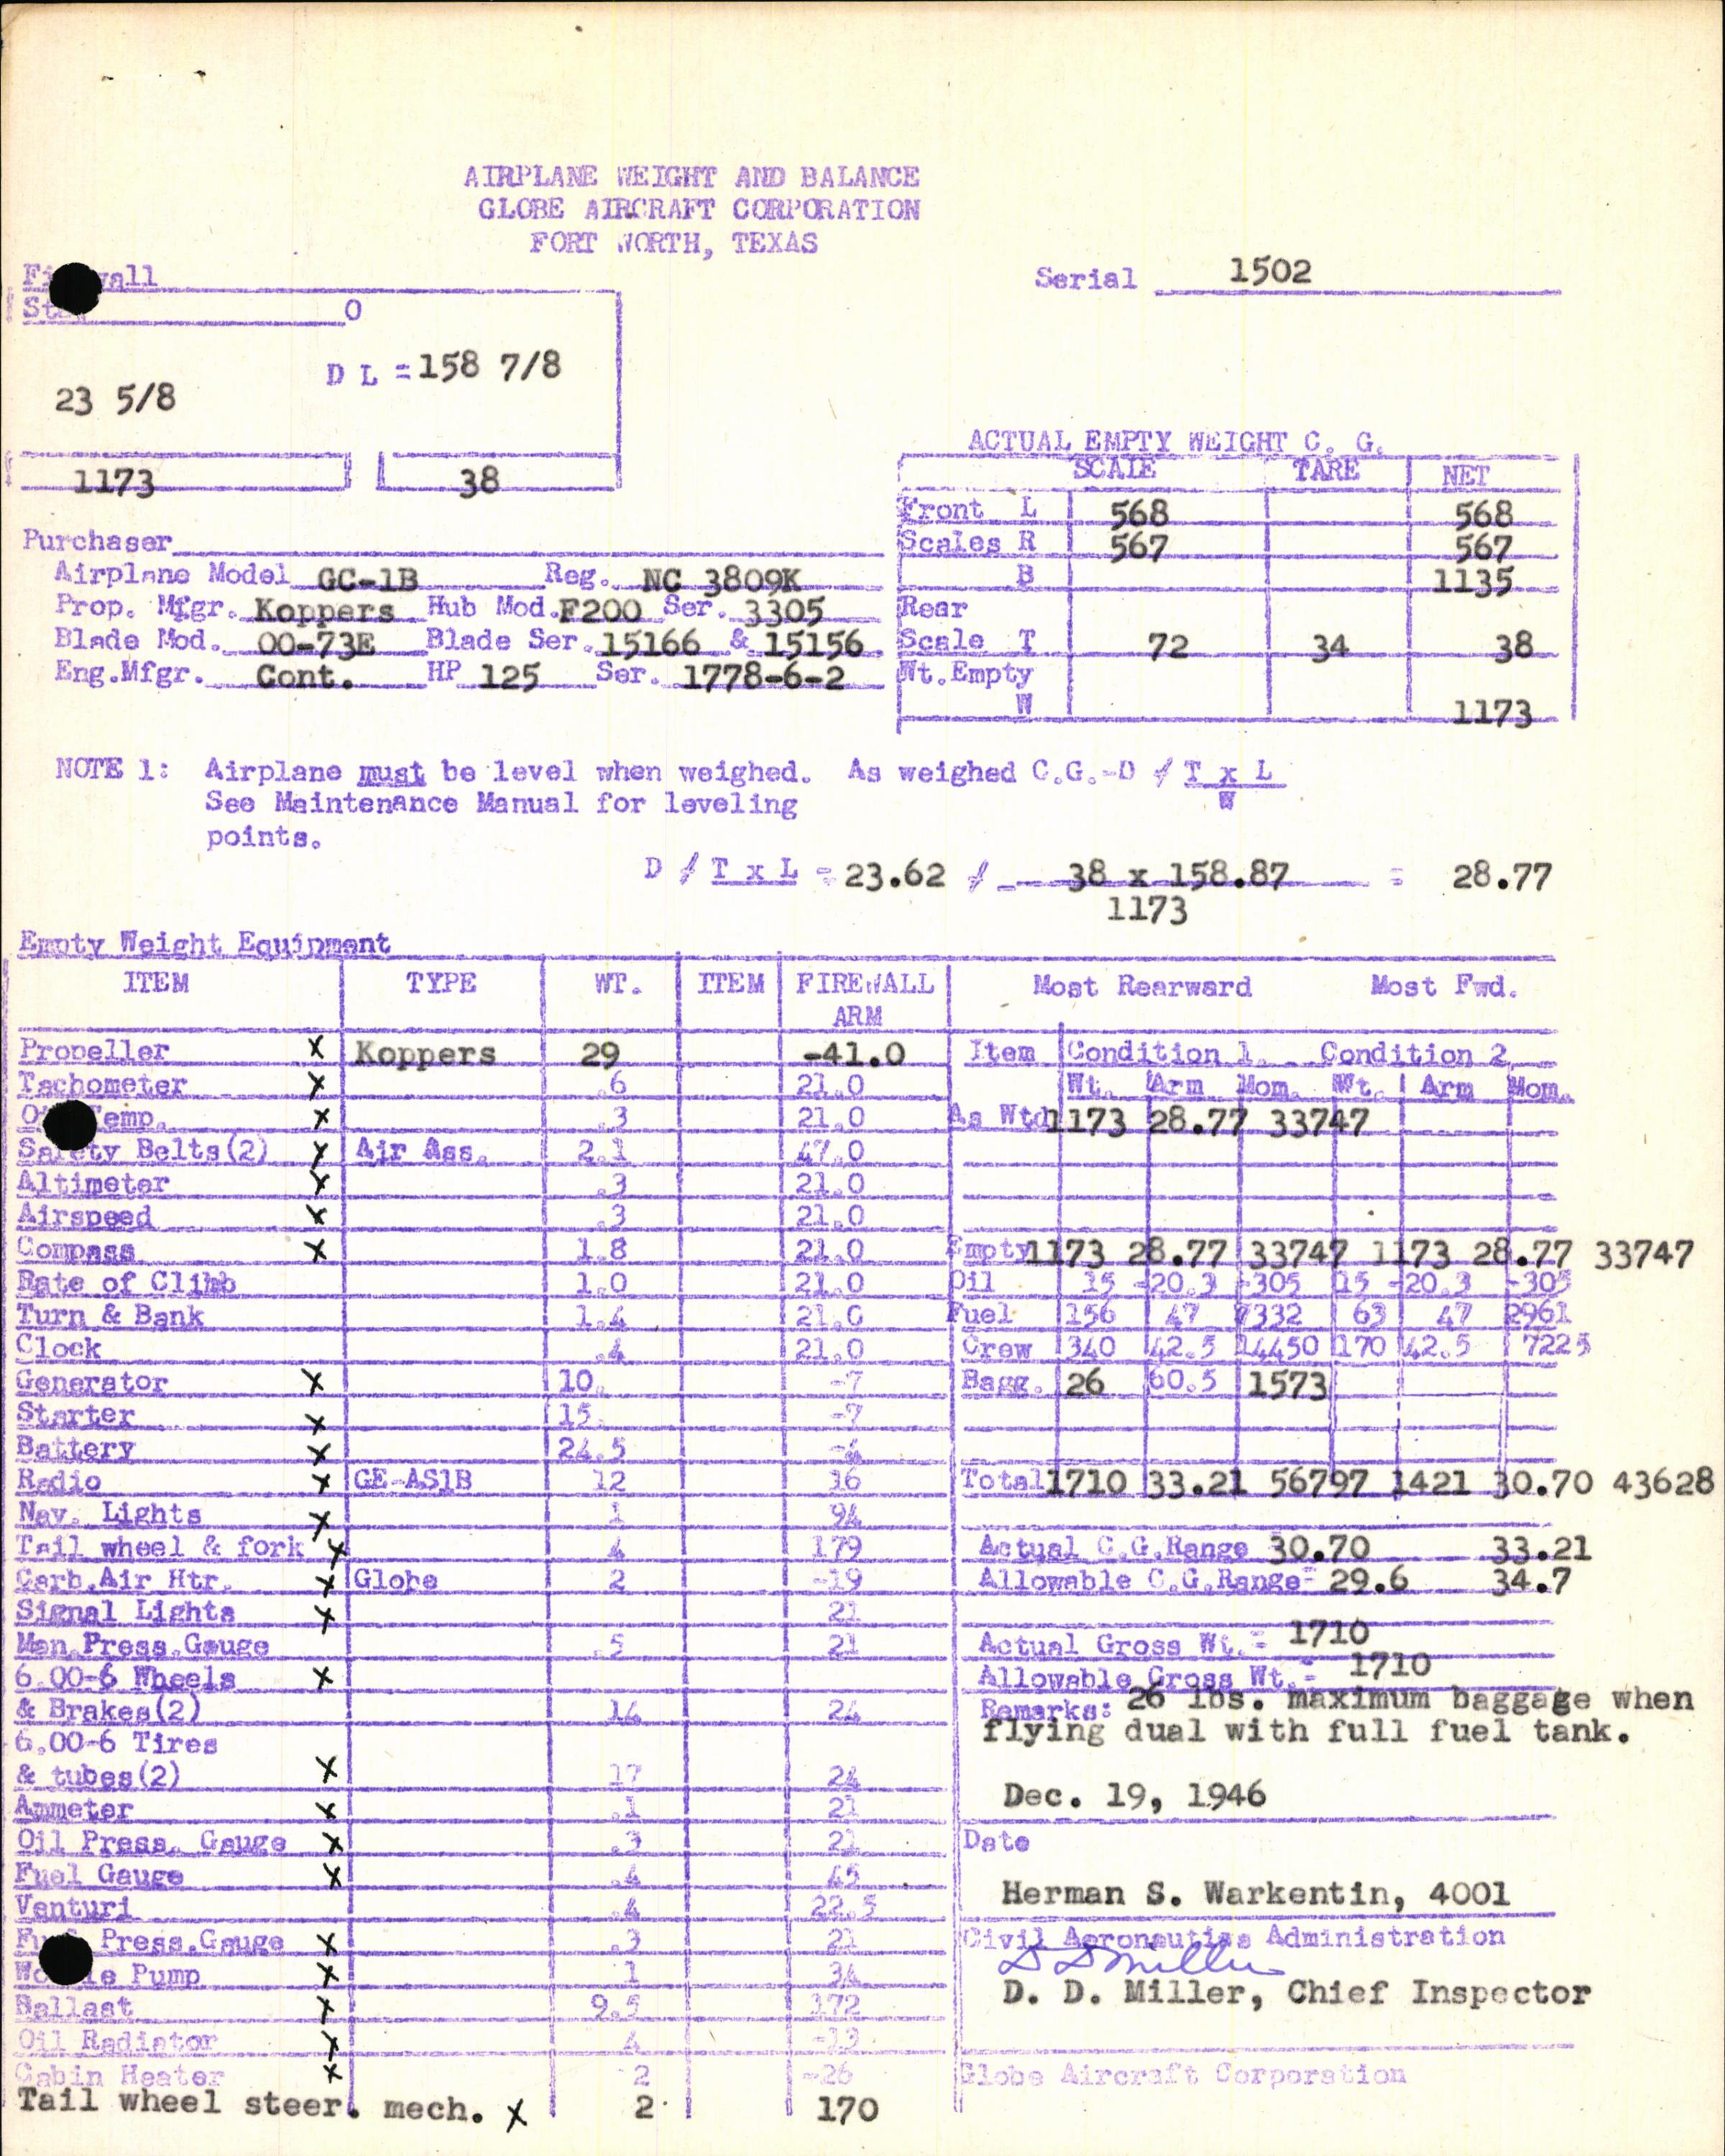 AIRPLANE WEIGHT AND BALANCE
GLOBE AIRCRAFT CORPORATION
FORT WORTH, TEXAS
Serial 1502
O
D L = 158 7/8
23 5/8
1173 38
ACTUAL EMPTY WEIGHT C. G.
SCALE TARE NET
Front L 568 568
Scales R 567 567
B 1135
Rear
Scale T 72 34 38
Wt.Empty
W 1173
Purchaser
Airplane Model GC-1B Reg. NC 3809K
Prop. Mfgr. Koppers Hub Mod. F200 Ser. 3305
Blade Mod. 00-73E Blade Ser. 15166 & 15156
Eng.Mfgr. Cont. HP 125 Ser. 1778-6-2
NOTE 1: Airplane must be level when weighed. As weighed C.G.-D / T x L
W
See Maintenance Manual for leveling
points.
D / T x L = 23.62 / 38 x 158.87 = 28.77
1173
Empty Weight Equipment
ITEM TYPE WT. ITEM FIREWALL
ARM
Propeller X Koppers 29 -41.0
Tachometer X .6 21.0
Temp. X .3 21.0
Safety Belts(2) X Air Ass. 2.1 47.0
Altimeter X .3 21.0
Airspeed X .3 21.0
Compass X 1.8 21.0
Rate of Climb 1.0 21.0
Turn & Bank 1.4 21.0
Clock .4 21.0
Generator X 10. -7
Starter X 15. -7
Battery X 24.5 -4
Radio X GE-AS1B 12 16
Nav. Lights X 1 94
Tail wheel & fork X 4 179
Carb.Air Htr. X Globe 2 -19
Signal Lights X 21
Man.Press.Gauge .5 21
6.00-6 Wheels X
& Brakes(2) 14 24
6.00-6 Tires
& tubes(2) X 17 24
Ammeter X .1 21
Oil Press. Gauge X .3 21
Fuel Gauge X .4 45
Venturi .4 22.5
Press.Gauge X .3 21
Pump X 1 34
Ballast X 9.5 172
Oil Radiator X 4
Cabin Heater X 2 -26
Tail wheel steer. mech. X 2 170
Most Rearward Most Fwd.
Item Condition 1. Condition 2
Wt. Arm Mom. Wt. Arm Mom.
As Wtd 1173 28.77 33747
Empty 1173 28.77 33747 1173 28.77 33747
Oil 15 -20.3 -305 15 -20.3 -305
Fuel 156 47 7332 63 47 2961
Crew 340 42.5 14450 170 42.5 7225
Bagg. 26 60.5 1573
Total 1710 33.21 56797 1421 30.70 43628
Actual C.G.Range 30.70 33.21
Allowable C.G.Range= 29.6 34.7
Actual Gross Wt. = 1710
Allowable Gross Wt. = 1710
Remarks: 26 lbs. maximum baggage when
flying dual with full fuel tank.
Dec. 19, 1946
Date
Herman S. Warkentin, 4001
Civil Aeronautics Administration
D D Miller
D. D. Miller, Chief Inspector
Globe Aircraft Corporation